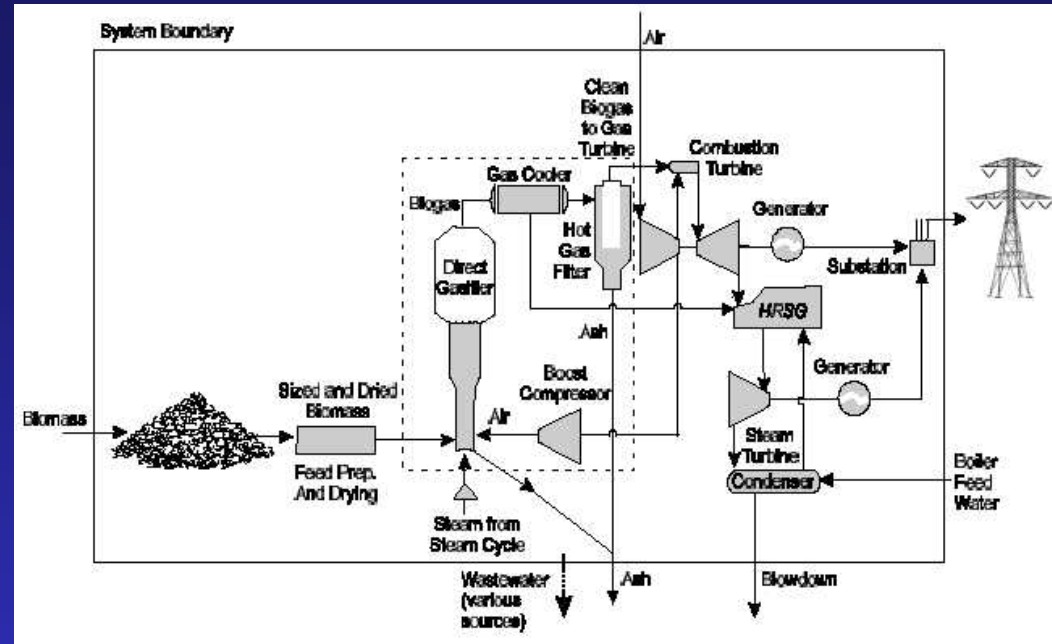 System Boundary
Air
Clean
Biogas
to Gas
Turbine
Combustion
Turbine
Gas Cooler
Biogas
Generator
Hot
Gas
Filter
Direct
Gasifier
Substation
HRSG
Ash
Boost
Compressor
Generator
Sized and Dried
Biomass
Air
Biomass
Steam
Turbine
Feed Prep.
And Drying
Condenser
Boiler
Feed
Water
Steam from
Steam Cycle
Wastewater
(various
sources)
Ash
Blowdown